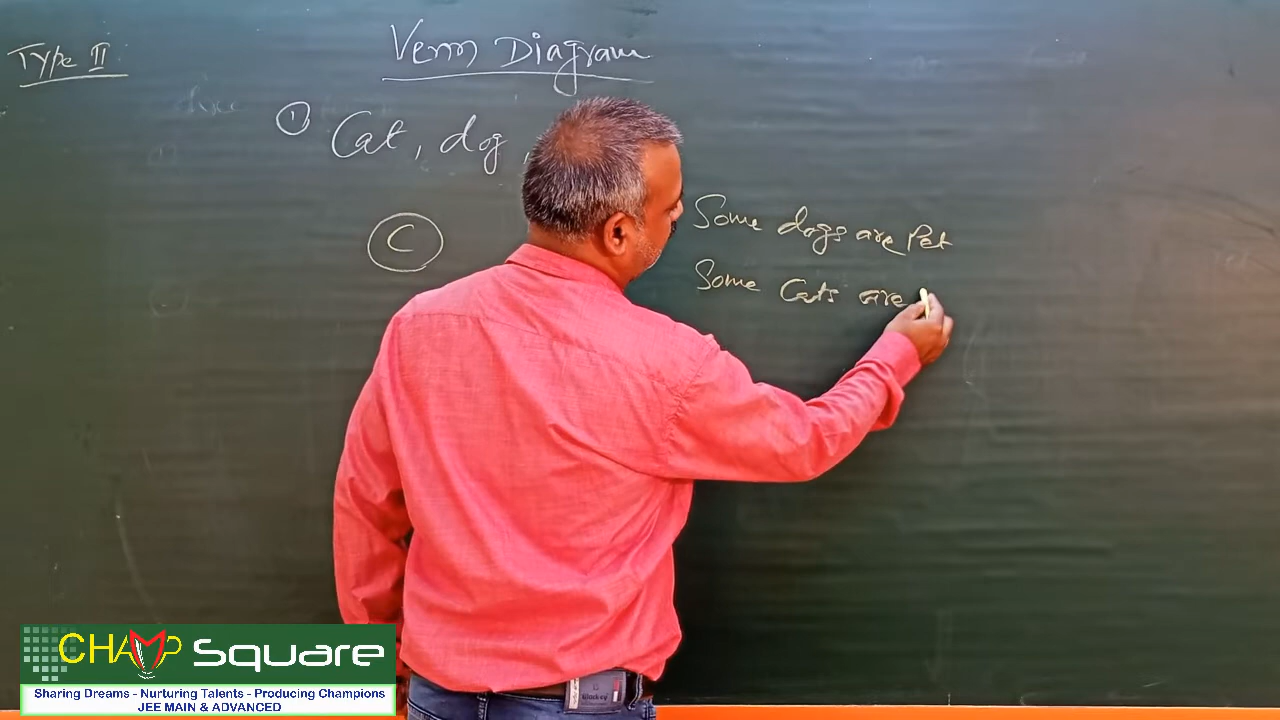 Type II
Venn Diagram
① Cat, dog,
C
Some dogs are Pet
Some Cats are
CHAMP Square
Sharing Dreams - Nurturing Talents - Producing Champions
JEE MAIN & ADVANCED